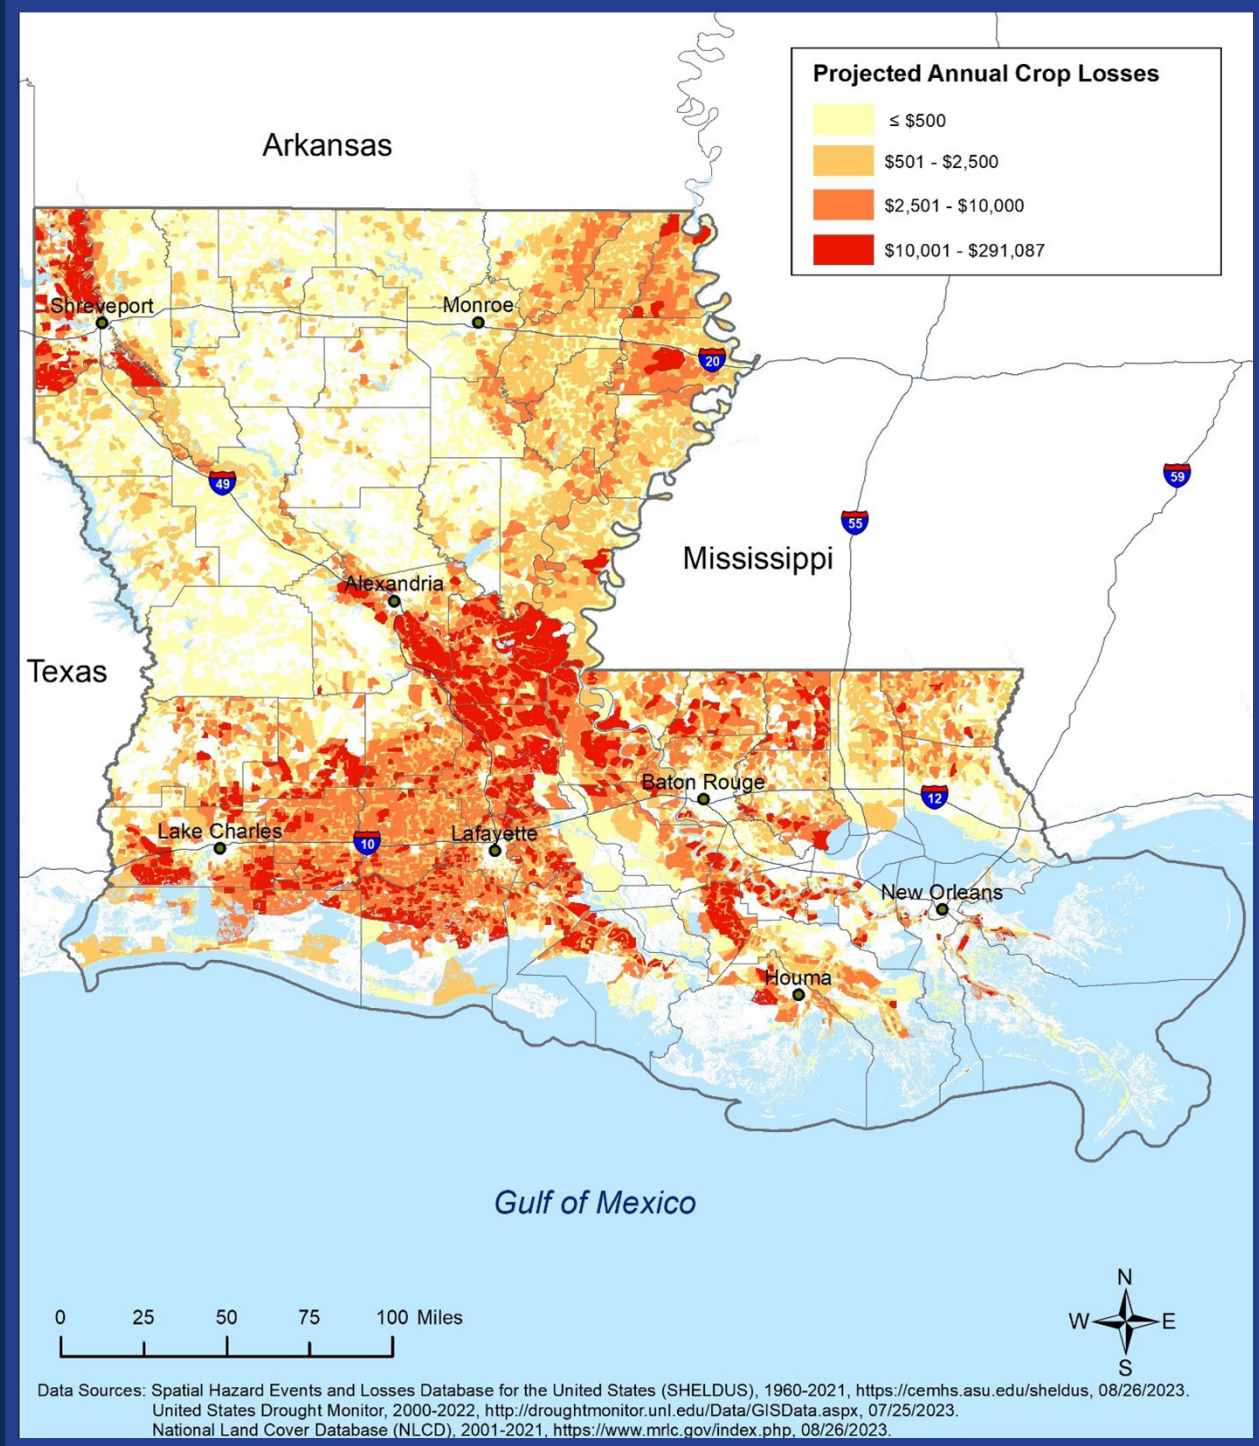 Projected Annual Crop Losses
≤ $500
$501 - $2,500
$2,501 - $10,000
$10,001 - $291,087
Arkansas
Shreveport
Monroe
20
49
59
55
Mississippi
Alexandria
Texas
Baton Rouge
12
Lake Charles
10
Lafayette
New Orleans
Houma
Gulf of Mexico
N
W E
S
0 25 50 75 100 Miles
Data Sources: Spatial Hazard Events and Losses Database for the United States (SHELDUS), 1960-2021, https://cemhs.asu.edu/sheldus, 08/26/2023.
United States Drought Monitor, 2000-2022, http://droughtmonitor.unl.edu/Data/GISData.aspx, 07/25/2023.
National Land Cover Database (NLCD), 2001-2021, https://www.mrlc.gov/index.php, 08/26/2023.